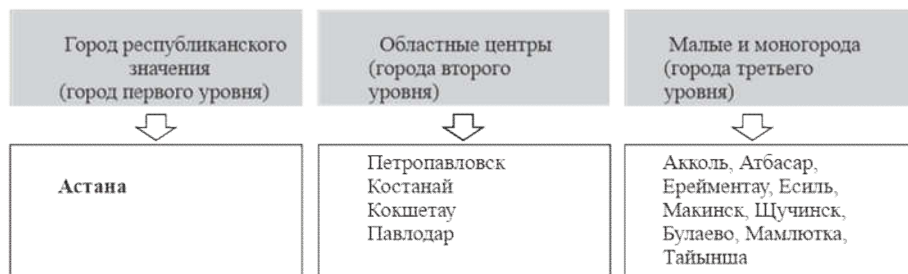 Город республиканского
значения
(город первого уровня)
Астана
Областные центры
(города второго
уровня)
Петропавловск
Костанай
Кокшетау
Павлодар
Малые и моногорода
(города третьего
уровня)
Акколь, Атбасар,
Ерейментау, Есиль,
Макинск, Щучинск,
Булаево, Мамлютка,
Тайынша